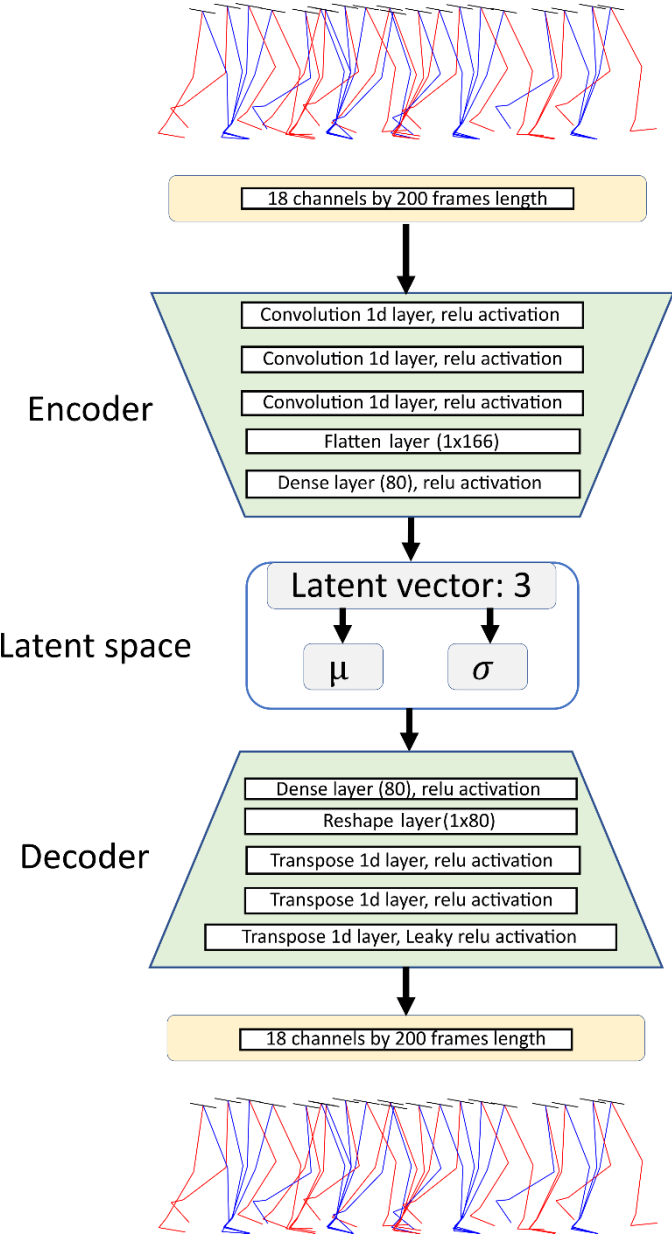 18 channels by 200 frames length
Convolution 1d layer, relu activation
Convolution 1d layer, relu activation
Encoder
Convolution 1d layer, relu activation
Flatten layer (1x166)
Dense layer (80), relu activation
Latent vector: 3
Latent space
μ σ
Dense layer (80), relu activation
Reshape layer(1x80)
Decoder
Transpose 1d layer, relu activation
Transpose 1d layer, relu activation
Transpose 1d layer, Leaky relu activation
18 channels by 200 frames length